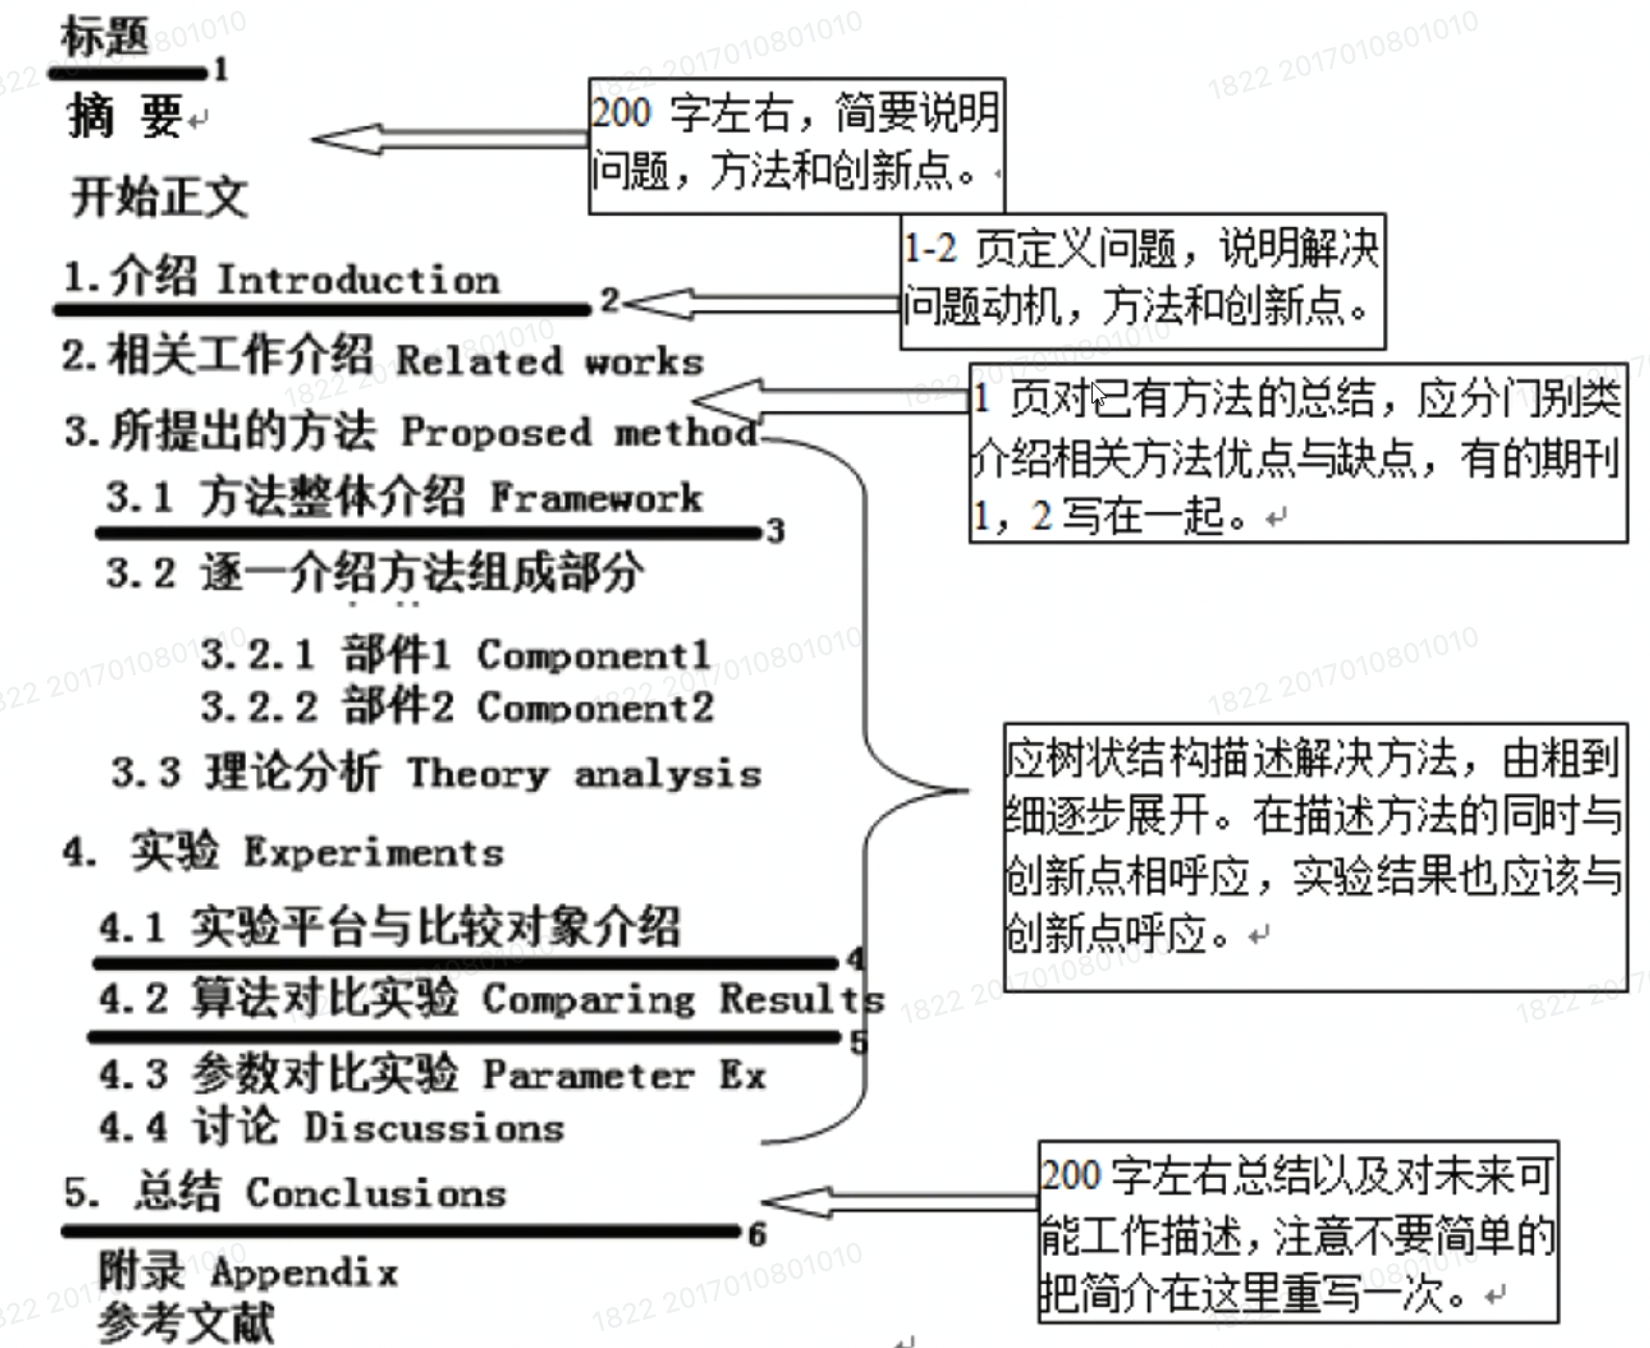 标题
1
摘 要
200 字左右，简要说明
问题，方法和创新点。
开始正文
1-2 页定义问题，说明解决
问题动机，方法和创新点。
1.介绍 Introduction
2
2.相关工作介绍 Related works
1 页对已有方法的总结，应分门别类
介绍相关方法优点与缺点，有的期刊
1，2 写在一起。
3.所提出的方法 Proposed method
3.1 方法整体介绍 Framework
3
3.2 逐一介绍方法组成部分
3.2.1 部件1 Component1
3.2.2 部件2 Component2
3.3 理论分析 Theory analysis
应树状结构描述解决方法，由粗到
细逐步展开。在描述方法的同时与
创新点相呼应，实验结果也应该与
创新点呼应。
4. 实验 Experiments
4.1 实验平台与比较对象介绍
4
4.2 算法对比实验 Comparing Results
5
4.3 参数对比实验 Parameter Ex
4.4 讨论 Discussions
5. 总结 Conclusions
6
200 字左右总结以及对未来可
能工作描述，注意不要简单的
把简介在这里重写一次。
附录 Appendix
参考文献
1822 2017010801010